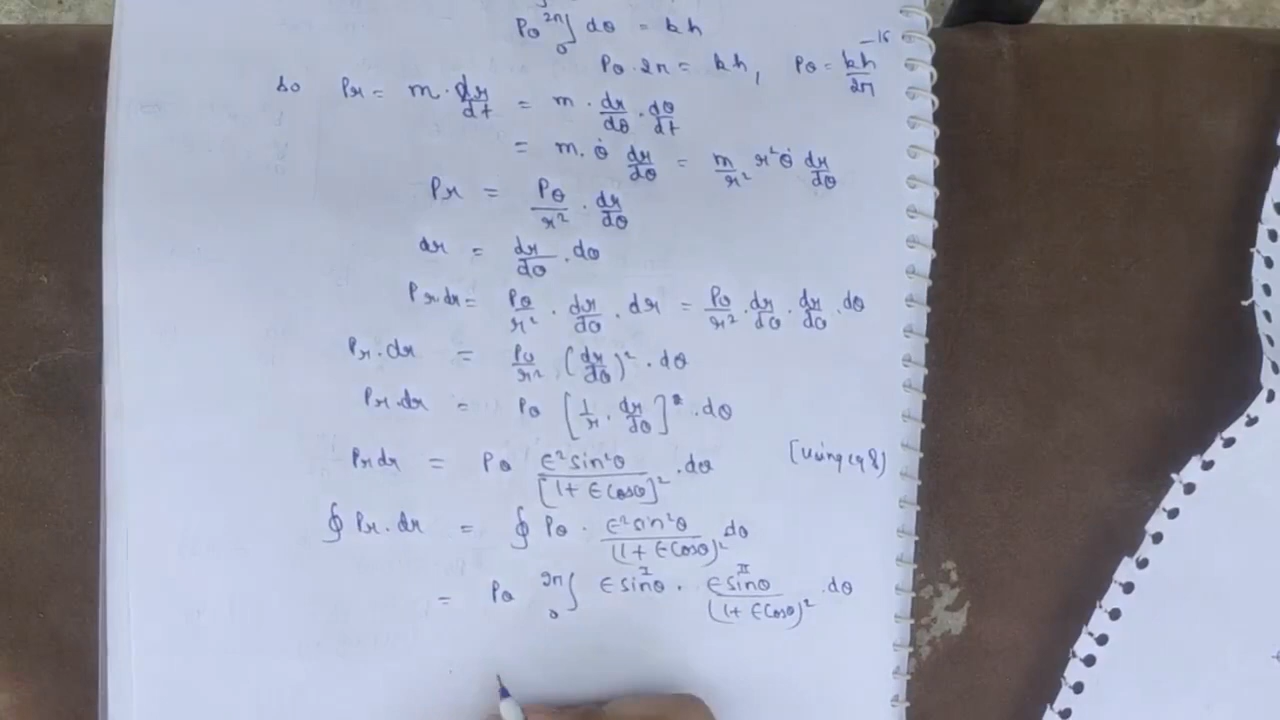 Pθ 2π∫0 dθ = kh
Pθ · 2π = kh, Pθ = kh/2π —16
So Pr = m · dr/dt = m · dr/dθ · dθ/dt
= m. θ̇ dr/dθ = m/r² r²θ̇ dr/dθ
Pr = Pθ/r² · dr/dθ
dr = dr/dθ . dθ
Pr dr = Pθ/r² · dr/dθ · dr = Pθ/r² · dr/dθ · dr/dθ · dθ
Pr . dr = Pθ/r² (dr/dθ)² . dθ
Pr . dr = Pθ [1/r . dr/dθ]² . dθ
Pr dr = Pθ ϵ² sin²θ/[1 + ϵ Cosθ]² . dθ [Using eq 8)
∮ Pr . dr = ∮ Pθ · ϵ² sin²θ/(1 + ϵ Cosθ)² dθ
= Pθ 2π∫0 ϵ sinθ I · ϵ sinθ II/(1 + ϵ Cosθ)² . dθ